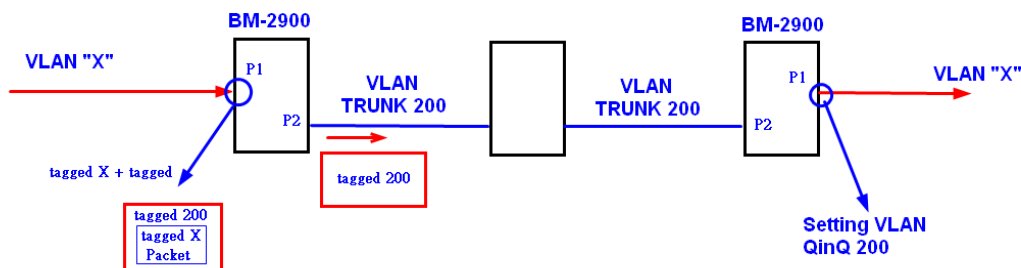 BM-2900
BM-2900
VLAN "X"
P1
VLAN
TRUNK 200
VLAN
TRUNK 200
P1
VLAN "X"
P2
P2
tagged X + tagged
tagged 200
tagged 200
tagged X
Packet
Setting VLAN
QinQ 200